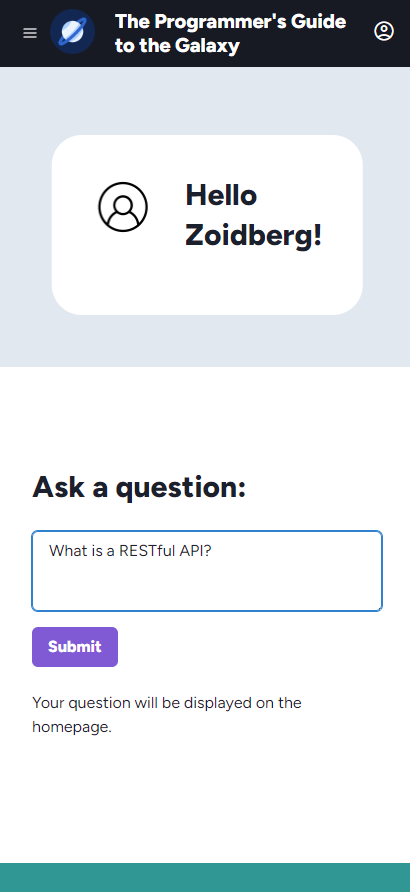 The Programmer's Guide
to the Galaxy
Hello
Zoidberg!
Ask a question:
What is a RESTful API?
Submit
Your question will be displayed on the
homepage.